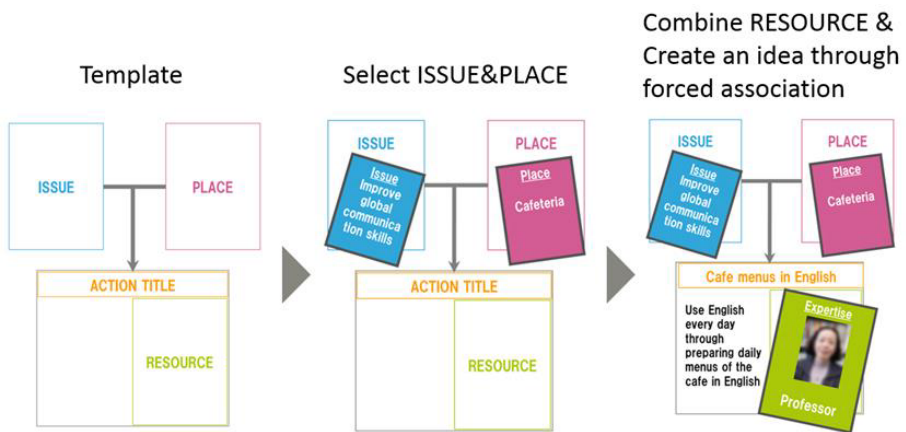 Template
ISSUE
PLACE
ACTION TITLE
RESOURCE
Select ISSUE&PLACE
ISSUE
PLACE
Issue
Improve
global
communica
tion skills
Place
Cafeteria
ACTION TITLE
RESOURCE
Combine RESOURCE &
Create an idea through
forced association
ISSUE
PLACE
Issue
Improve
global
communica
tion skills
Place
Cafeteria
Cafe menus in English
Use English
every day
through
preparing daily
menus of the
cafe in English
Expertise
Professor